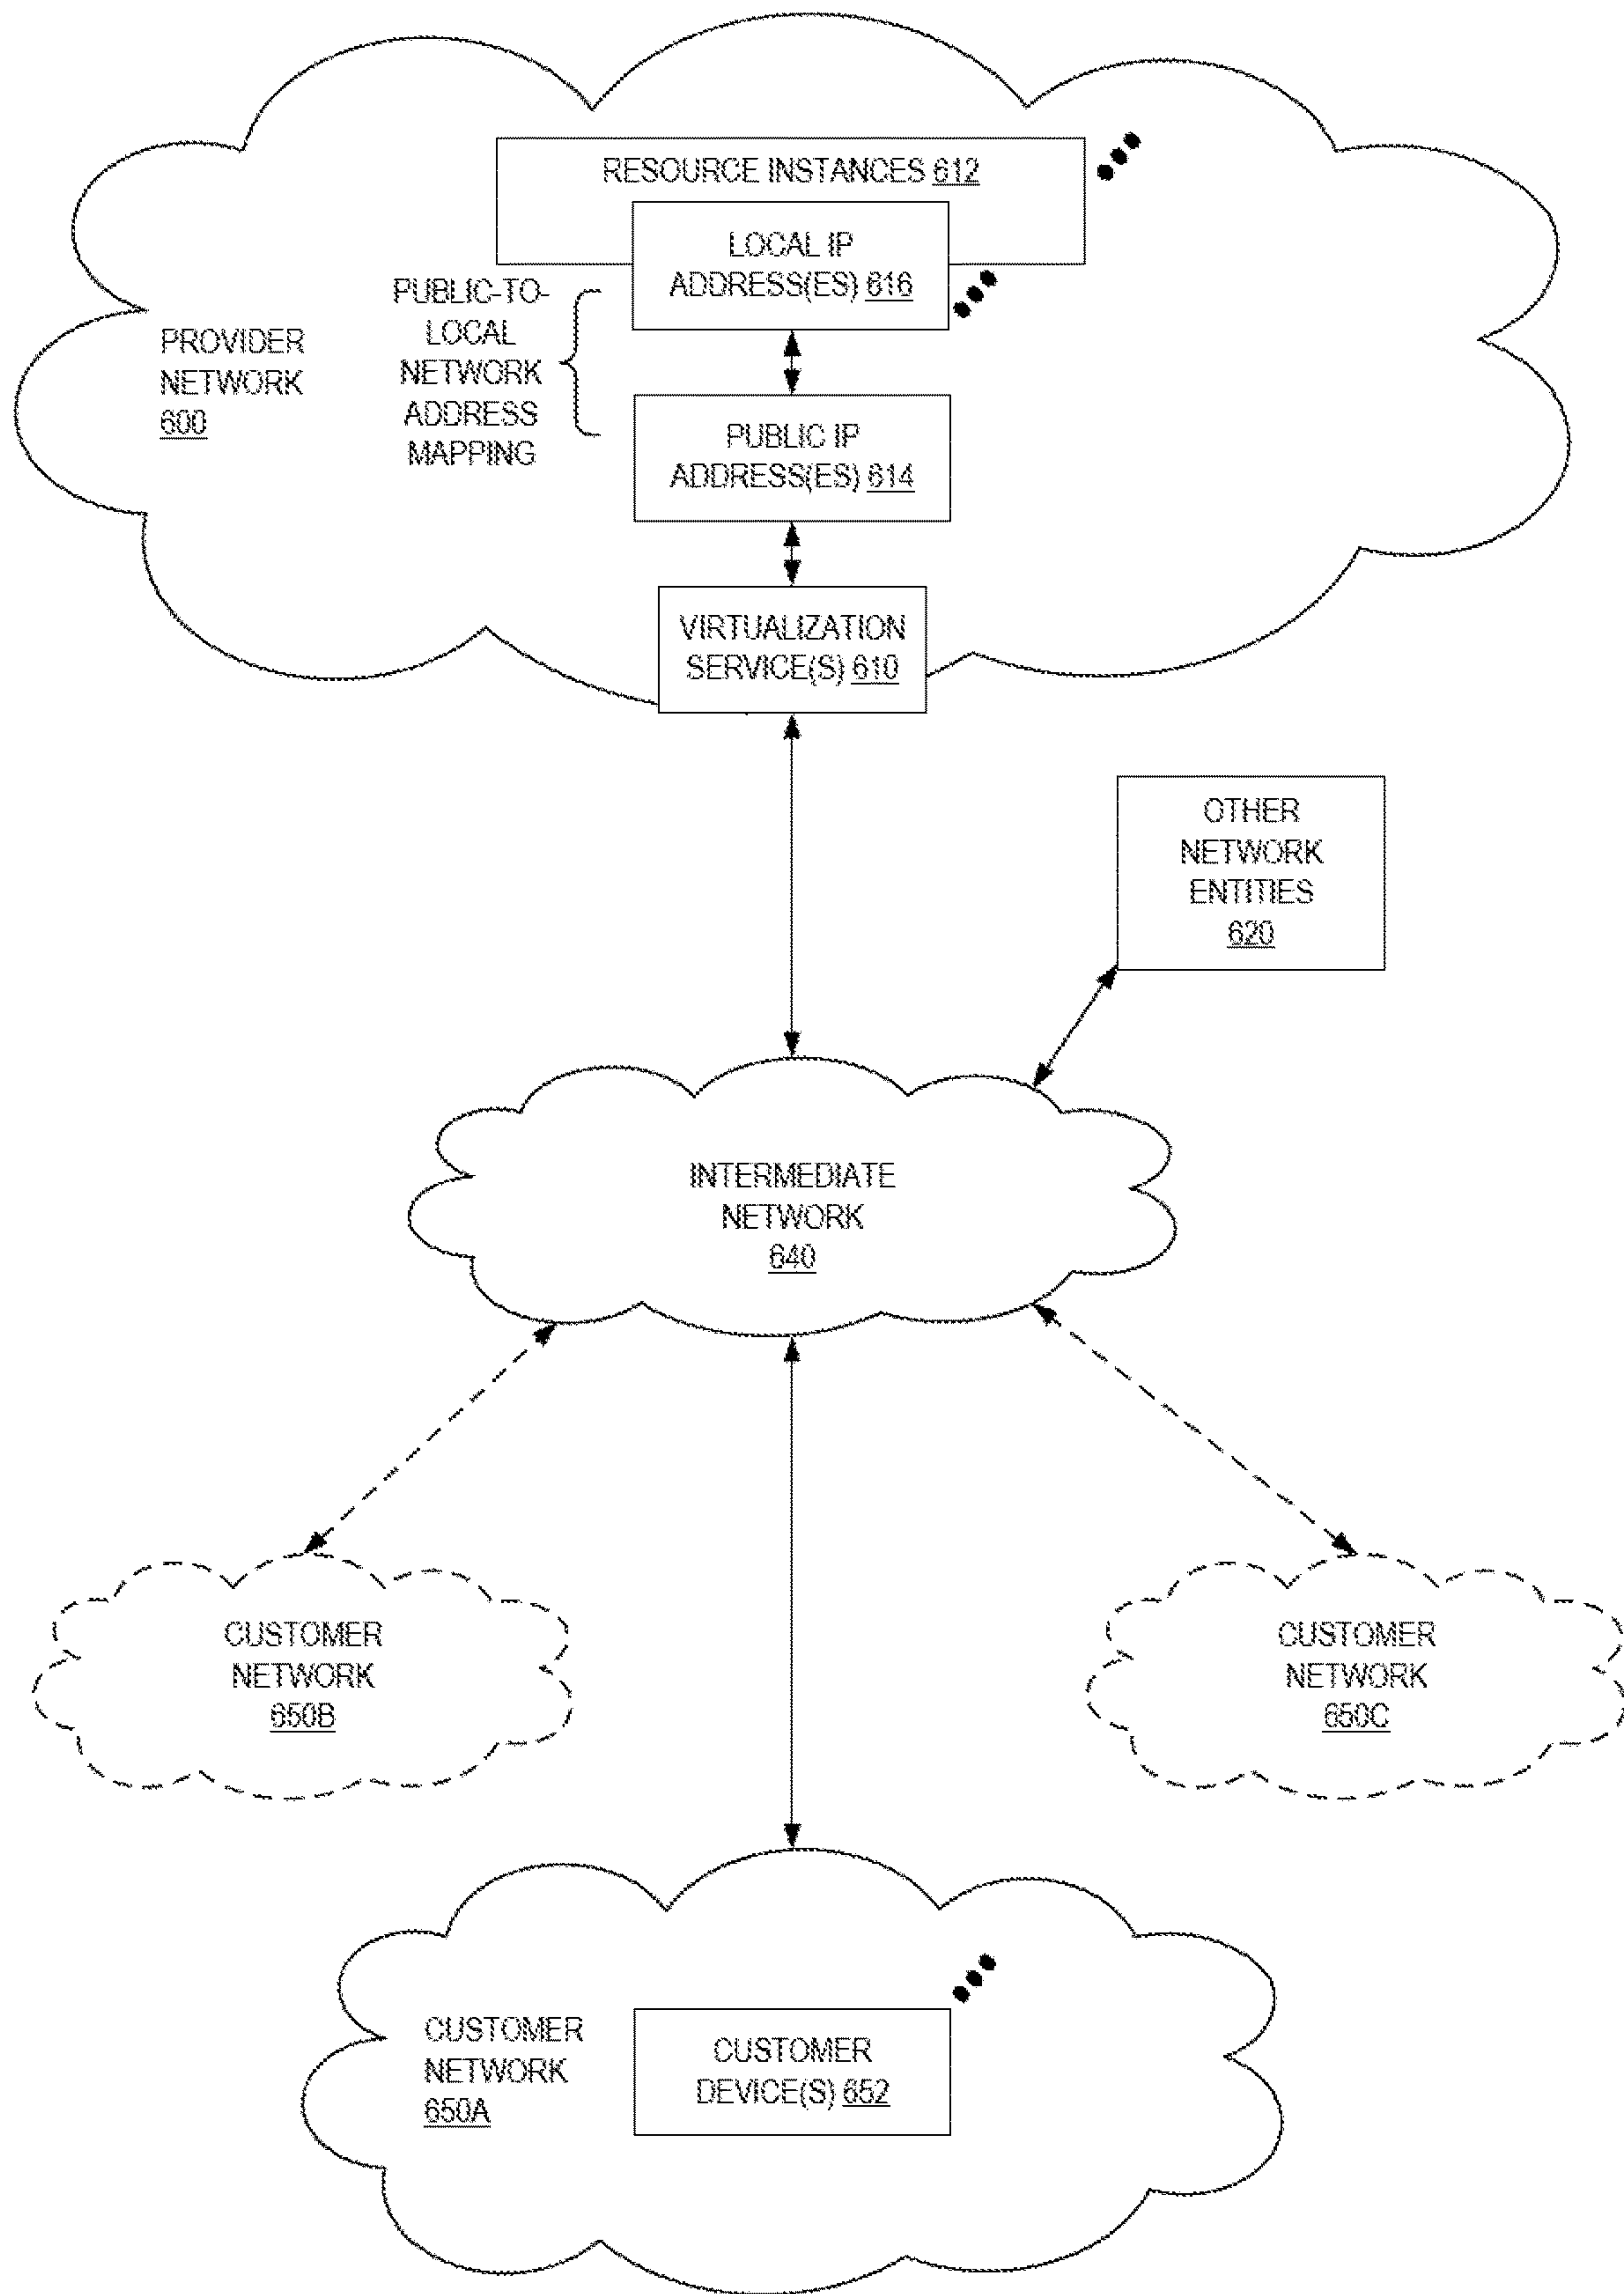 RESOURCE INSTANCES 612
LOCAL IP
ADDRESS(ES) 616
PUBLIC-TO-
LOCAL
NETWORK
ADDRESS
MAPPING
PROVIDER
NETWORK
600
PUBLIC IP
ADDRESS(ES) 614
VIRTUALIZATION
SERVICE(S) 610
OTHER
NETWORK
ENTITIES
620
INTERMEDIATE
NETWORK
640
CUSTOMER
NETWORK
650B
CUSTOMER
NETWORK
650C
CUSTOMER
NETWORK
650A
CUSTOMER
DEVICE(S) 652